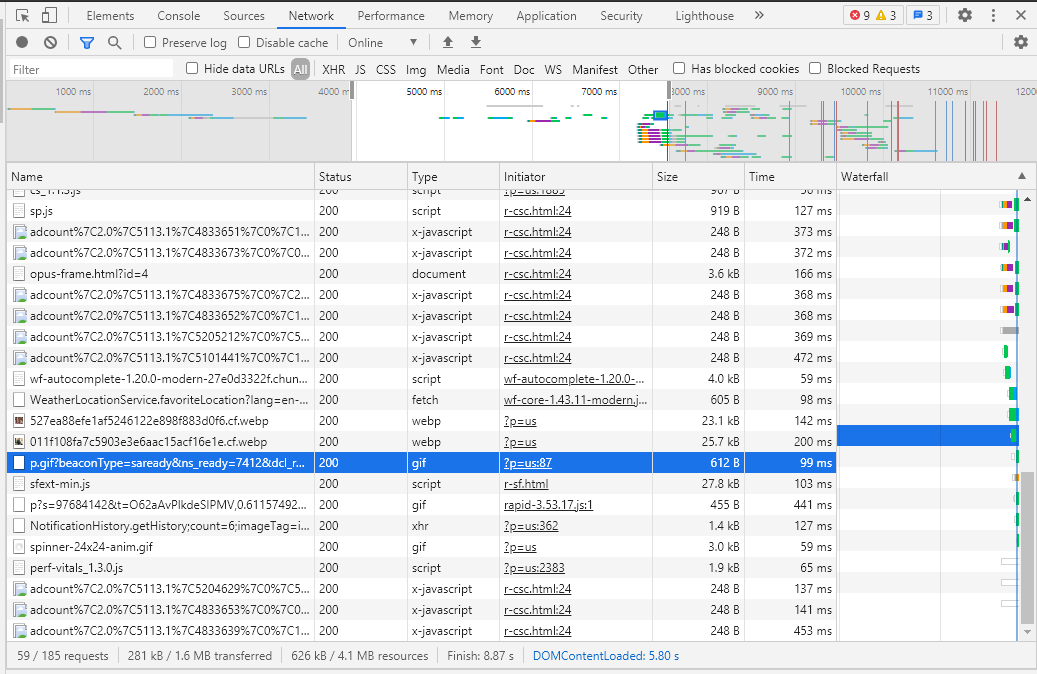 Elements Console Sources Network Performance Memory Application Security Lighthouse » 9 3 3
Preserve log Disable cache Online
Filter Hide data URLs All XHR JS CSS Img Media Font Doc WS Manifest Other Has blocked cookies Blocked Requests
1000 ms 2000 ms 3000 ms 4000 m 5000 ms 6000 ms 7000 ms 8000 ms 9000 ms 10000 ms 11000 ms 1200
Name Status Type Initiator Size Time Waterfall
cs_1.1.3.js 200 script ?p=us:1885 967 B
sp.js 200 script r-csc.html:24 919 B 127 ms
adcount%7C2.0%7C5113.1%7C4833651%7C0%7C1... 200 x-javascript r-csc.html:24 248 B 373 ms
adcount%7C2.0%7C5113.1%7C4833673%7C0%7C0... 200 x-javascript r-csc.html:24 248 B 372 ms
opus-frame.html?id=4 200 document r-csc.html:24 3.6 kB 166 ms
adcount%7C2.0%7C5113.1%7C4833675%7C0%7C2... 200 x-javascript r-csc.html:24 248 B 368 ms
adcount%7C2.0%7C5113.1%7C4833652%7C0%7C1... 200 x-javascript r-csc.html:24 248 B 368 ms
adcount%7C2.0%7C5113.1%7C5205212%7C0%7C5... 200 x-javascript r-csc.html:24 248 B 369 ms
adcount%7C2.0%7C5113.1%7C5101441%7C0%7C1... 200 x-javascript r-csc.html:24 248 B 472 ms
wf-autocomplete-1.20.0-modern-27e0d3322f.chun... 200 script wf-autocomplete-1.20.0-... 4.0 kB 59 ms
WeatherLocationService.favoriteLocation?lang=en-... 200 fetch wf-core-1.43.11-modern.j... 605 B 98 ms
527ea88efe1af5246122e898f883d0f6.cf.webp 200 webp ?p=us 23.1 kB 142 ms
011f108fa7c5903e3e6aac15acf16e1e.cf.webp 200 webp ?p=us 25.7 kB 200 ms
p.gif?beaconType=saready&ns_ready=7412&dcl_r... 200 gif ?p=us:87 612 B 99 ms
sfext-min.js 200 script r-sf.html 27.8 kB 103 ms
p?s=97684142&t=O62aAvPlkdeSIPMV,0.61157492... 200 gif rapid-3.53.17.js:1 455 B 441 ms
NotificationHistory.getHistory;count=6;imageTag=i... 200 xhr ?p=us:362 1.4 kB 127 ms
spinner-24x24-anim.gif 200 gif ?p=us 3.0 kB 59 ms
perf-vitals_1.3.0.js 200 script ?p=us:2383 1.9 kB 65 ms
adcount%7C2.0%7C5113.1%7C5204629%7C0%7C5... 200 x-javascript r-csc.html:24 248 B 137 ms
adcount%7C2.0%7C5113.1%7C4833653%7C0%7C0... 200 x-javascript r-csc.html:24 248 B 141 ms
adcount%7C2.0%7C5113.1%7C4833639%7C0%7C1... 200 x-javascript r-csc.html:24 248 B 453 ms
59 / 185 requests 281 kB / 1.6 MB transferred 626 kB / 4.1 MB resources Finish: 8.87 s DOMContentLoaded: 5.80 s